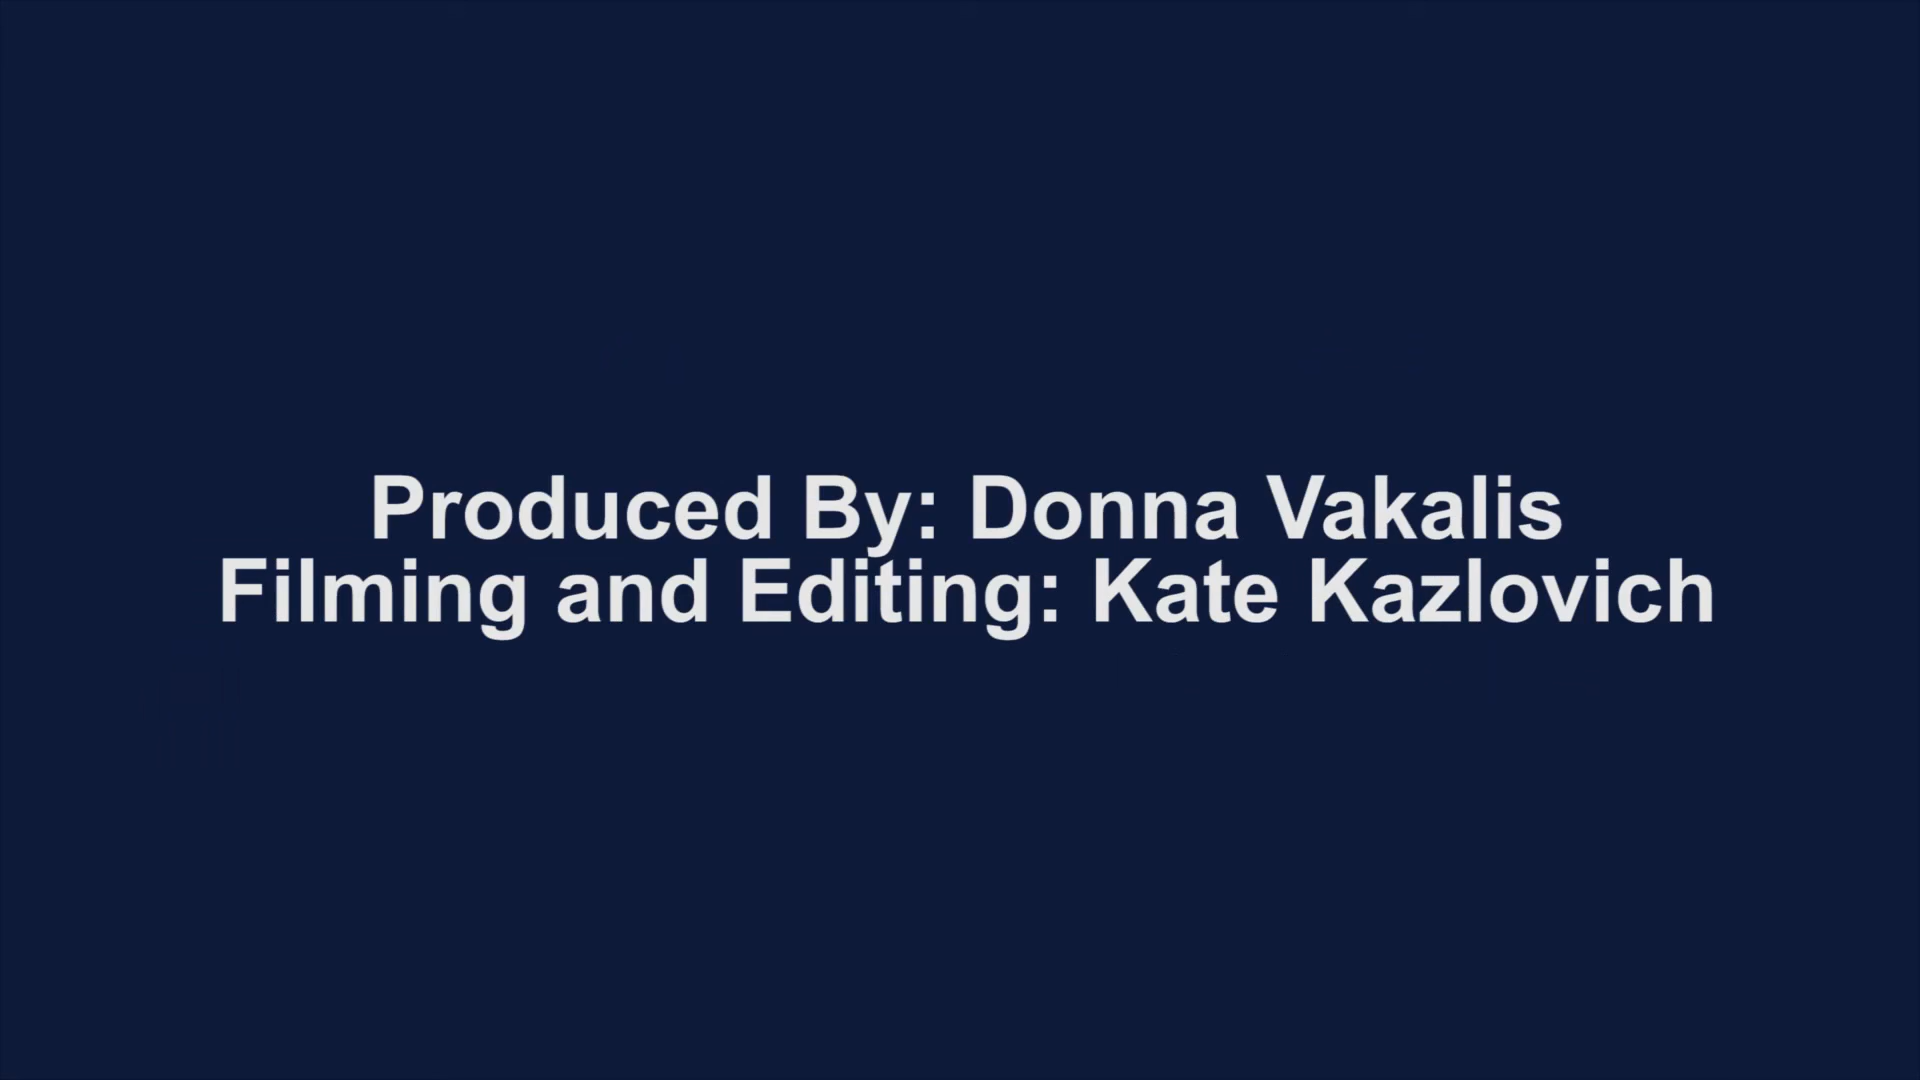 Produced By: Donna Vakalis
Filming and Editing: Kate Kazlovich